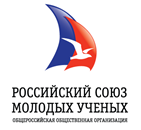 РОССИЙСКИЙ СОЮЗ
МОЛОДЫХ УЧЕНЫХ
ОБЩЕРОССИЙСКАЯ ОБЩЕСТВЕННАЯ ОРГАНИЗАЦИЯ